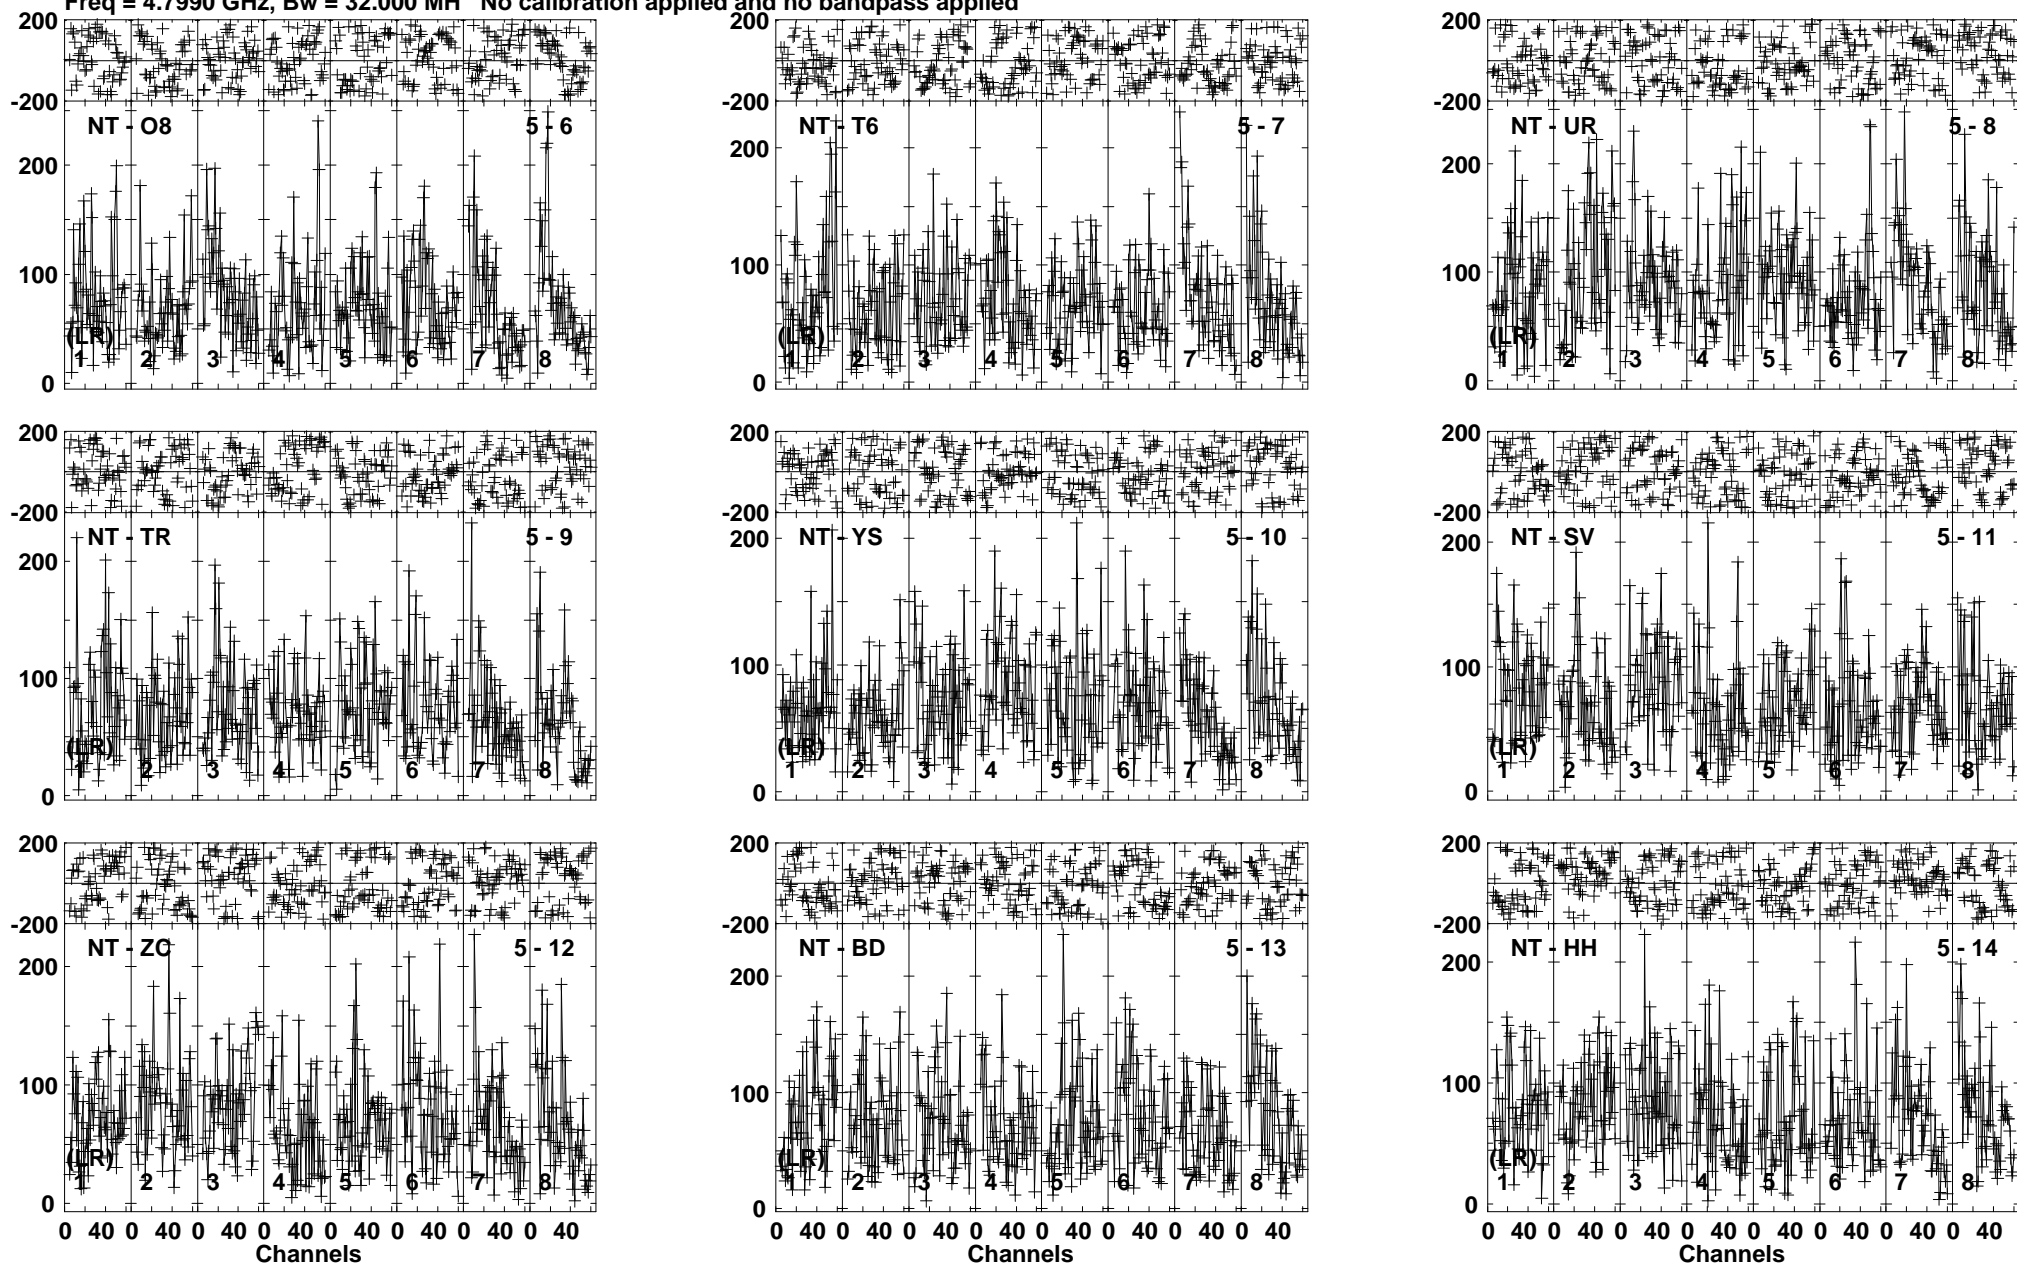 Freq = 4.7990 GHz, Bw = 32.000 MH No calibration applied and no bandpass applied
200 200 200
-200 -200 -200
NT - O8 5 - 6 NT - T6 5 - 7 NT - UR 5 - 8
200 200 200
100 100 100
(LR) (LR) (LR)
1 2 3 4 5 6 7 8 1 2 3 4 5 6 7 8 1 2 3 4 5 6 7 8
0 0 0
200 200 200
-200 -200 -200
NT - TR 5 - 9 NT - YS 5 - 10 NT - SV 5 - 11
200 200 200
100 100 100
(LR) (LR) (LR)
1 2 3 4 5 6 7 8 1 2 3 4 5 6 7 8 1 2 3 4 5 6 7 8
0 0 0
200 200 200
-200 -200 -200
NT - ZC 5 - 12 NT - BD 5 - 13 NT - HH 5 - 14
200 200 200
100 100 100
(LR) (LR) (LR)
1 2 3 4 5 6 7 8 1 2 3 4 5 6 7 8 1 2 3 4 5 6 7 8
0 0 0
0 40 0 40 0 40 0 40 0 40 0 40 0 40 0 40 0 40 0 40 0 40 0 40 0 40 0 40 0 40 0 40 0 40 0 40 0 40 0 40 0 40 0 40 0 40 0 40
Channels Channels Channels